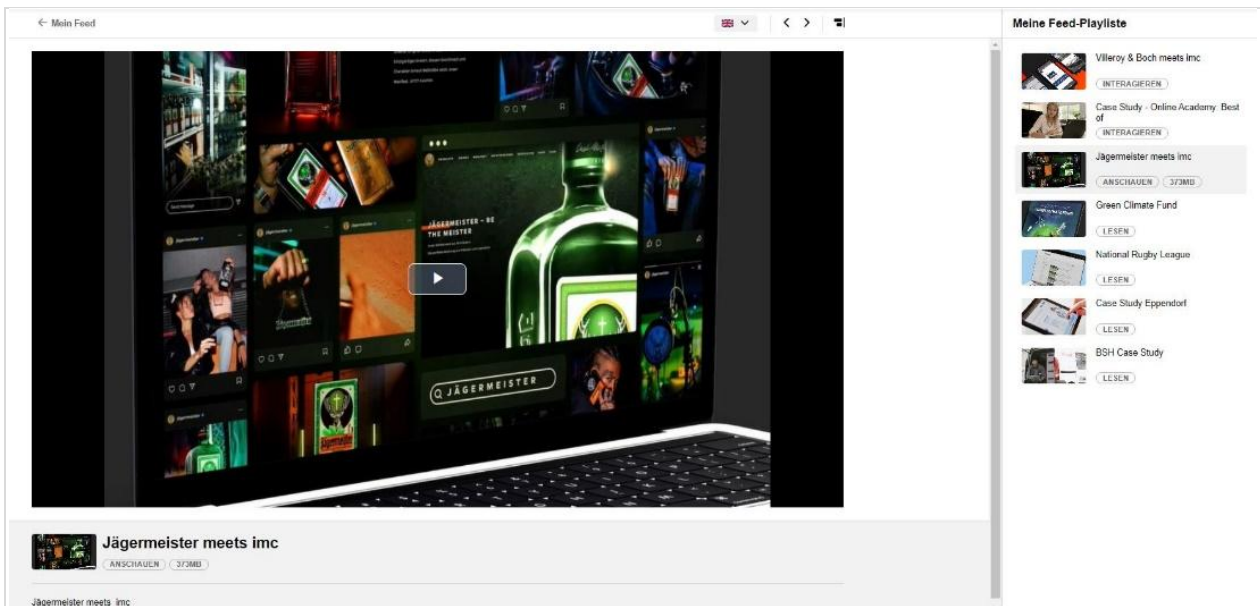 ← Mein Feed
Meine Feed-Playliste
JÄGERMEISTER – BE
THE MEISTER
JÄGERMEISTER
Jägermeister meets imc
ANSCHAUEN 373MB
Jägermeister meets imc
Villeroy & Boch meets imc
INTERAGIEREN
Case Study - Online Academy: Best
of
INTERAGIEREN
Jägermeister meets imc
ANSCHAUEN 373MB
Green Climate Fund
LESEN
National Rugby League
LESEN
Case Study Eppendorf
LESEN
BSH Case Study
LESEN